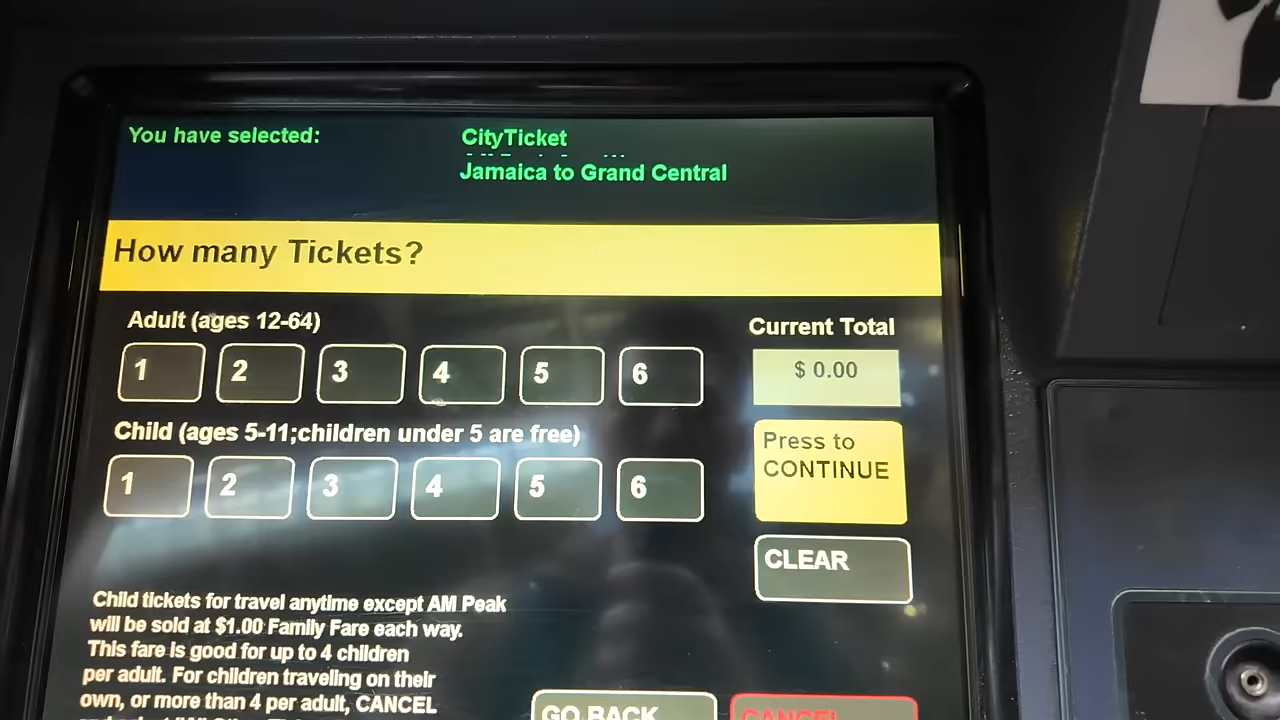 You have selected:
CityTicket
Jamaica to Grand Central
How many Tickets?
Adult (ages 12-64)
1 2 3 4 5 6
Current Total
$ 0.00
Child (ages 5-11;children under 5 are free)
1 2 3 4 5 6
Press to
CONTINUE
CLEAR
Child tickets for travel anytime except AM Peak
will be sold at $1.00 Family Fare each way.
This fare is good for up to 4 children
per adult. For children traveling on their
own, or more than 4 per adult, CANCEL
GO BACK
CANCEL